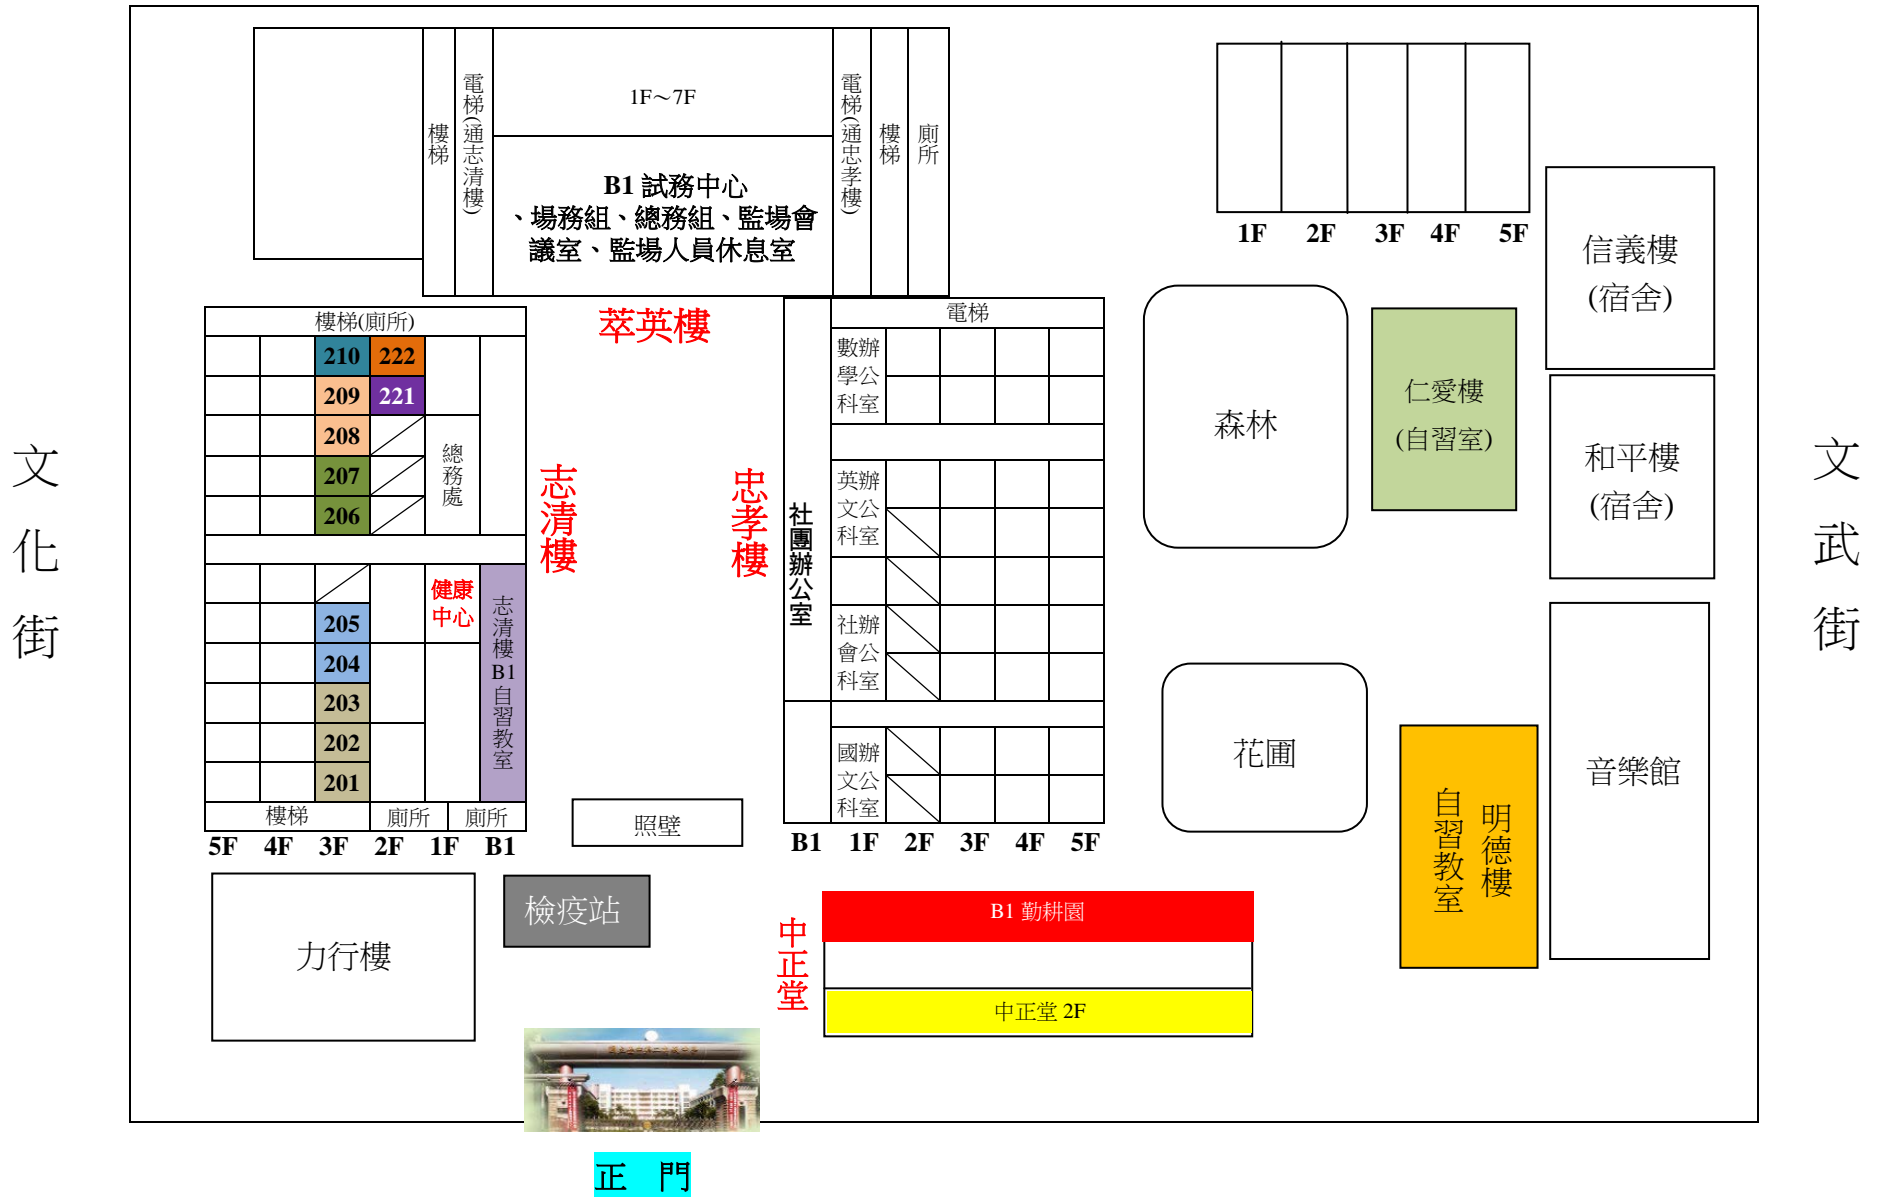 文化街
文武街
樓梯
電梯(通志清樓)
1F～7F
B1 試務中心
、場務組、總務組、監場會
議室、監場人員休息室
電梯(通忠孝樓)
樓梯
廁所
萃英樓
1F 2F 3F 4F 5F
信義樓
(宿舍)
和平樓
(宿舍)
仁愛樓
(自習室)
森林
花圃
音樂館
明德樓
自習教室
樓梯(廁所)
210 222
209 221
208
207
206
總務處
205
204
203
202
201
健康
中心
志清樓B1自習教室
樓梯 廁所 廁所
5F 4F 3F 2F 1F B1
志清樓
忠孝樓
社團辦公室
電梯
數學科辦公室
英文科辦公室
社會科辦公室
國文科辦公室
B1 1F 2F 3F 4F 5F
照壁
檢疫站
力行樓
中正堂
B1 勤耕園
中正堂 2F
正 門